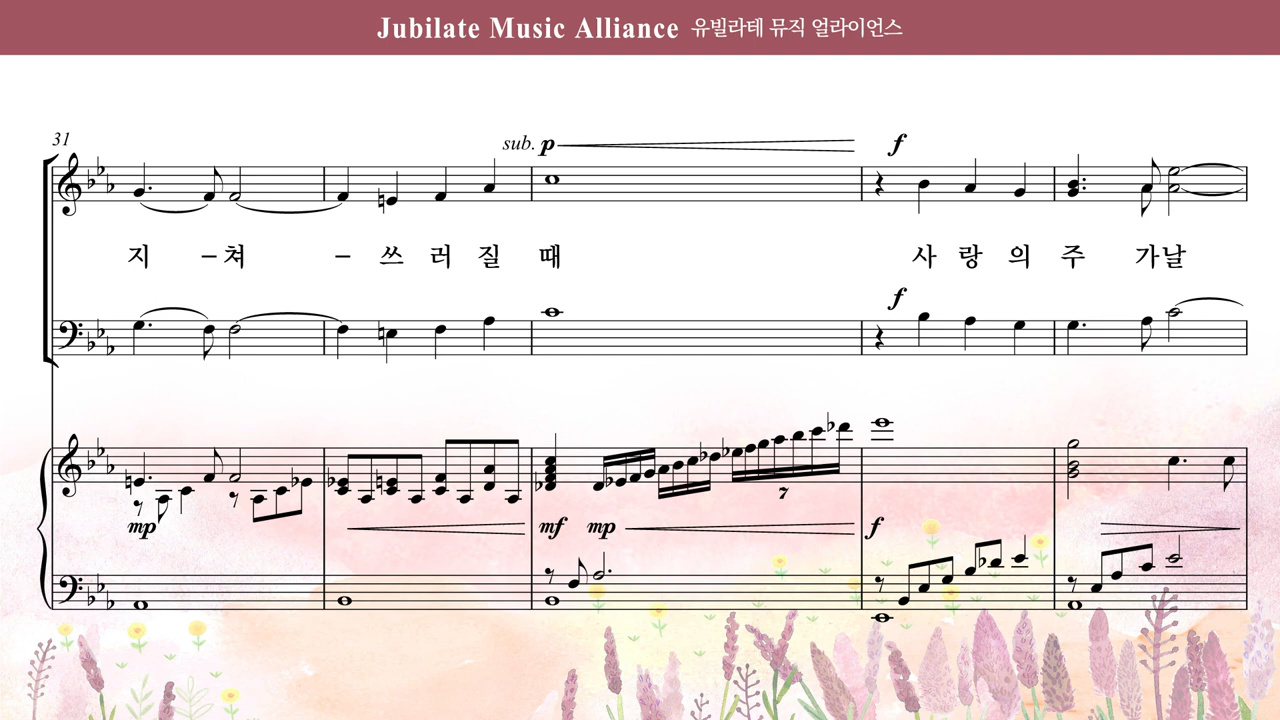 Jubilate Music Alliance 유빌라테 뮤직 얼라이언스
31
sub. p f
지 - 쳐 - 쓰 러 질 때 사 랑 의 주 가날
f
7
mp mf mp f